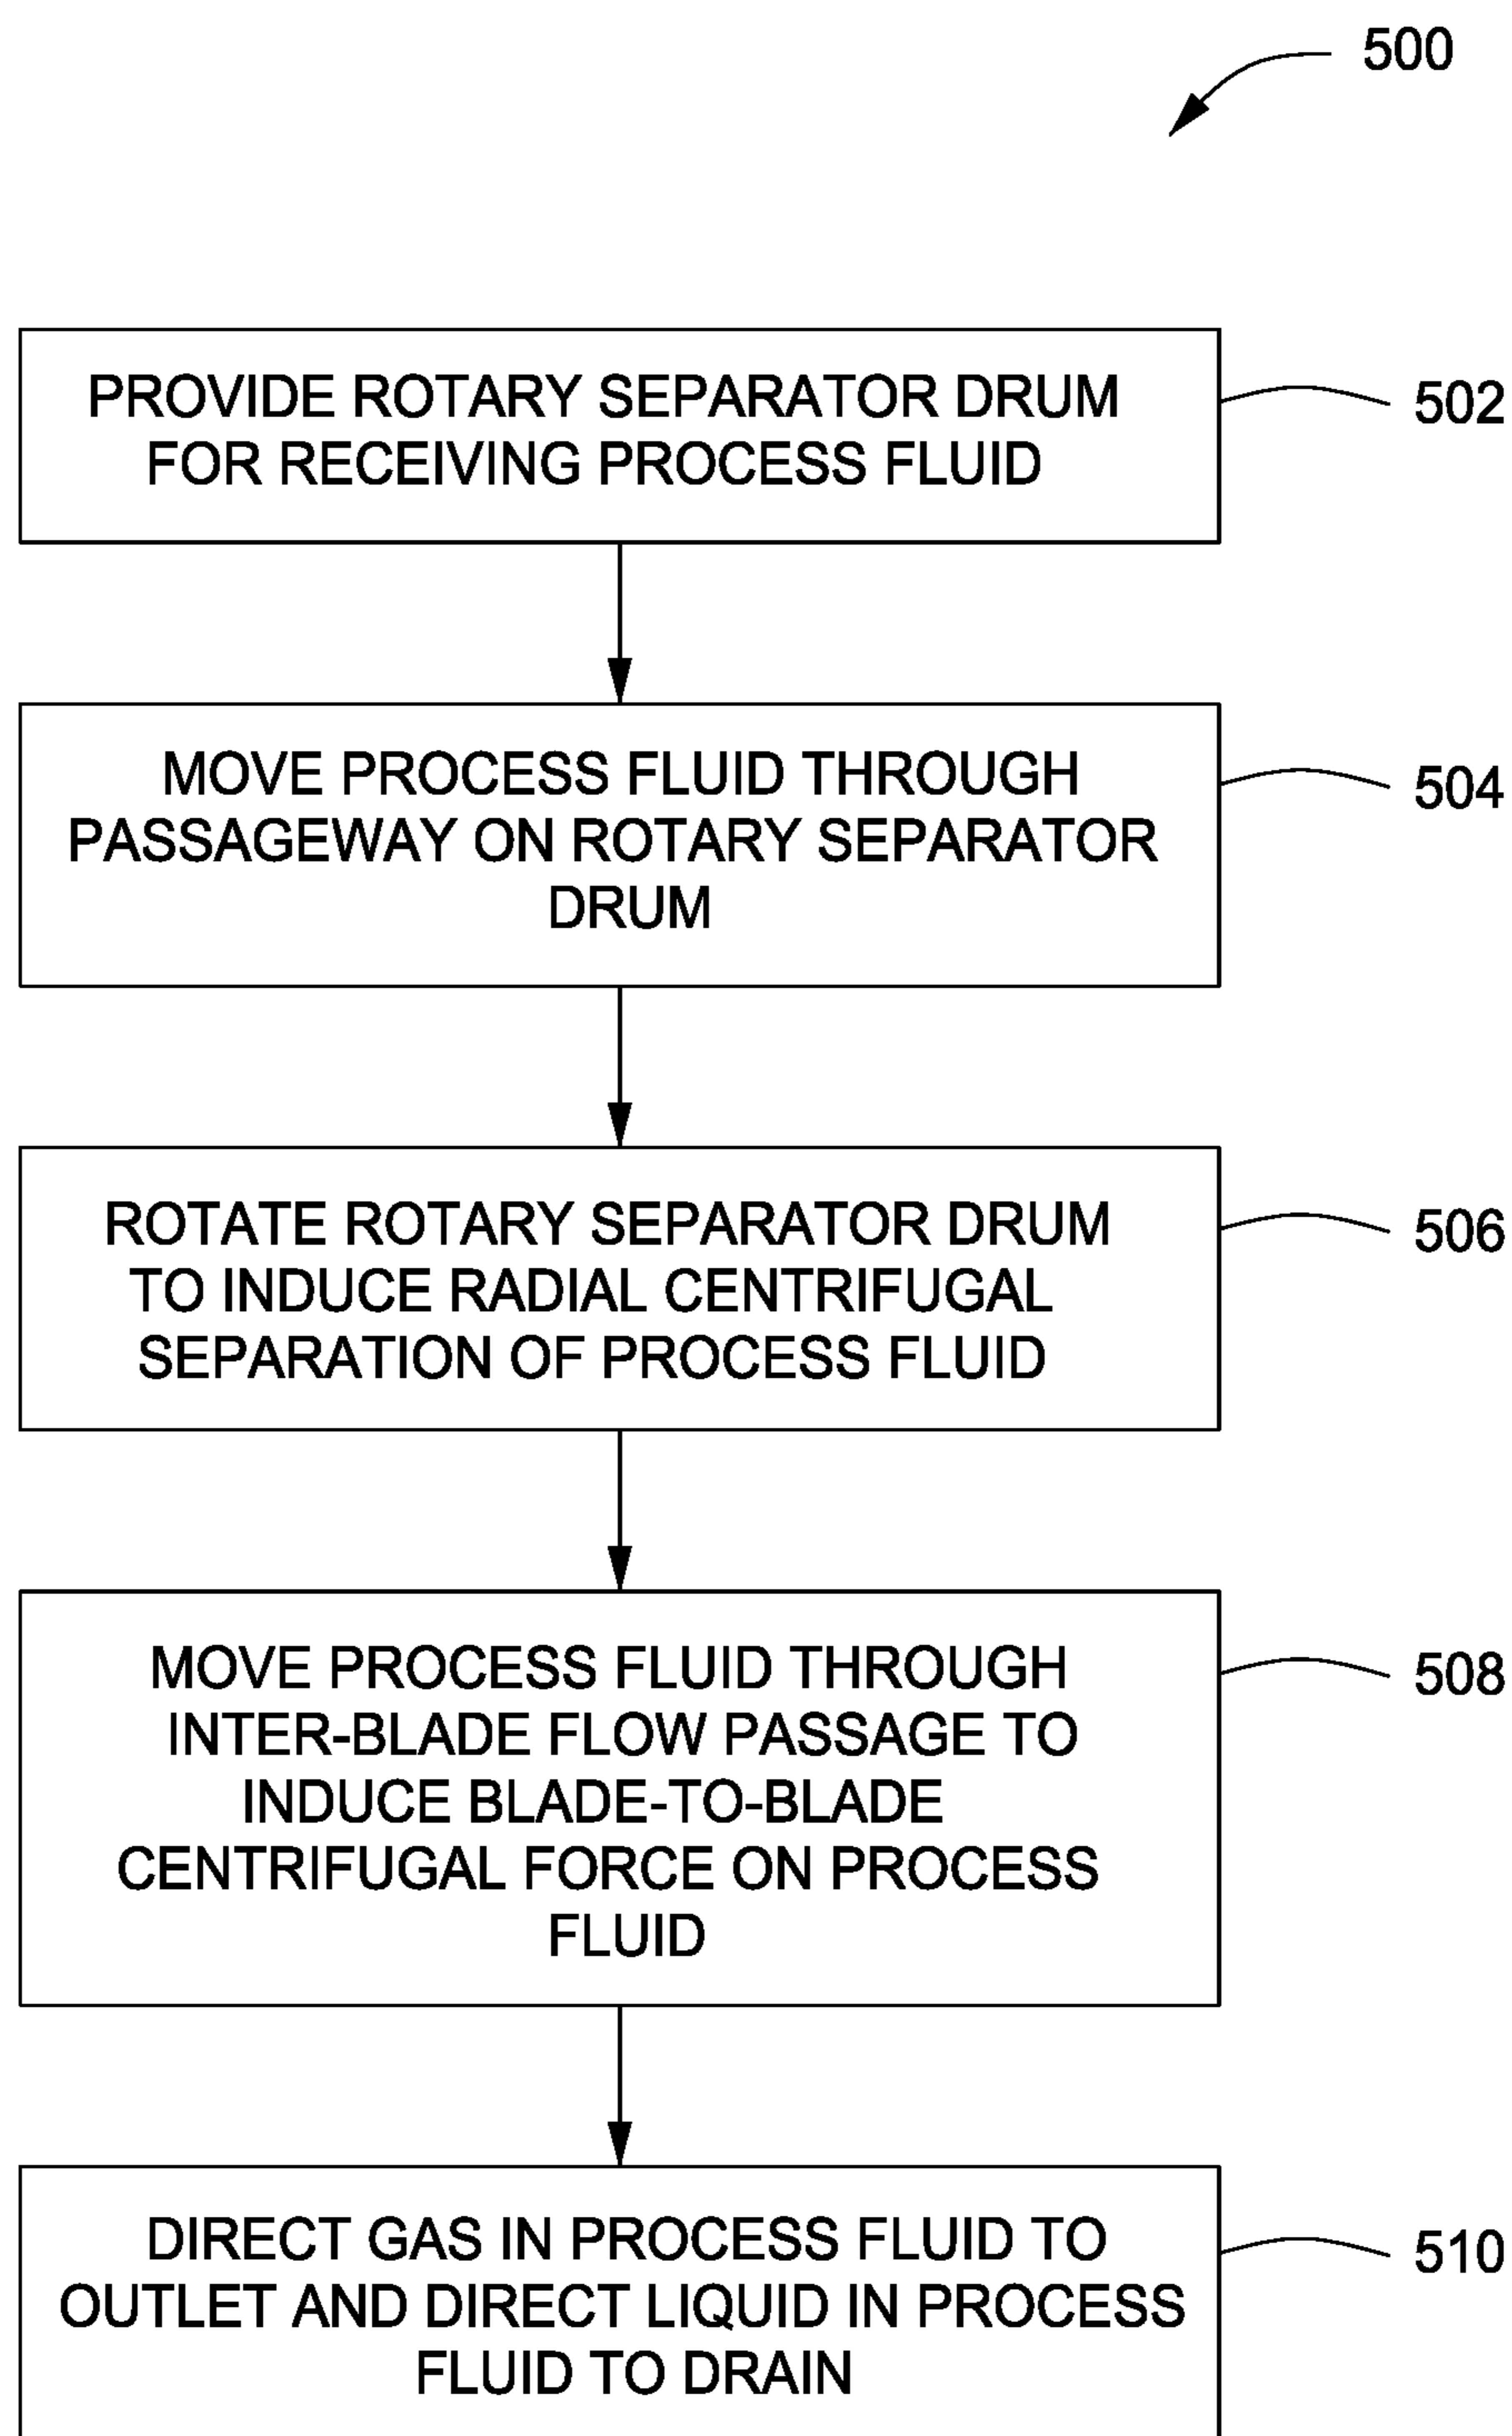 500
PROVIDE ROTARY SEPARATOR DRUM
FOR RECEIVING PROCESS FLUID
502
MOVE PROCESS FLUID THROUGH
PASSAGEWAY ON ROTARY SEPARATOR
DRUM
504
ROTATE ROTARY SEPARATOR DRUM
TO INDUCE RADIAL CENTRIFUGAL
SEPARATION OF PROCESS FLUID
506
MOVE PROCESS FLUID THROUGH
INTER-BLADE FLOW PASSAGE TO
INDUCE BLADE-TO-BLADE
CENTRIFUGAL FORCE ON PROCESS
FLUID
508
DIRECT GAS IN PROCESS FLUID TO
OUTLET AND DIRECT LIQUID IN PROCESS
FLUID TO DRAIN
510